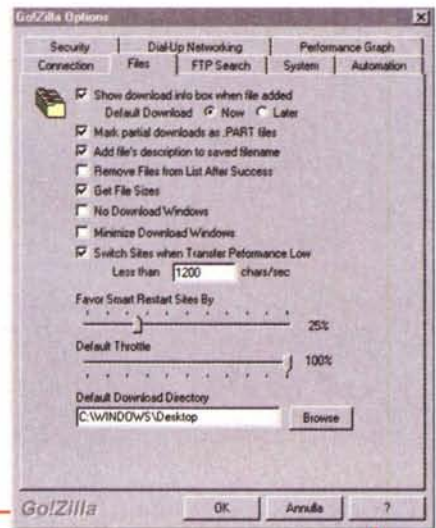 Go!Zilla Options
Security Dial-Up Networking Performance Graph
Connection Files FTP Search System Automation
Show download info box when file added
Default Download Now Later
Mark partial downloads as .PART files
Add file's description to saved filename
Remove Files from List After Success
Get File Sizes
No Download Windows
Minimize Download Windows
Switch Sites when Transfer Peformance Low
Less than 1200 chars/sec
Favor Smart Restart Sites By
25%
Default Throttle
100%
Default Download Directory
C:\WINDOWS\Desktop Browse
Go!Zilla OK Annulla ?